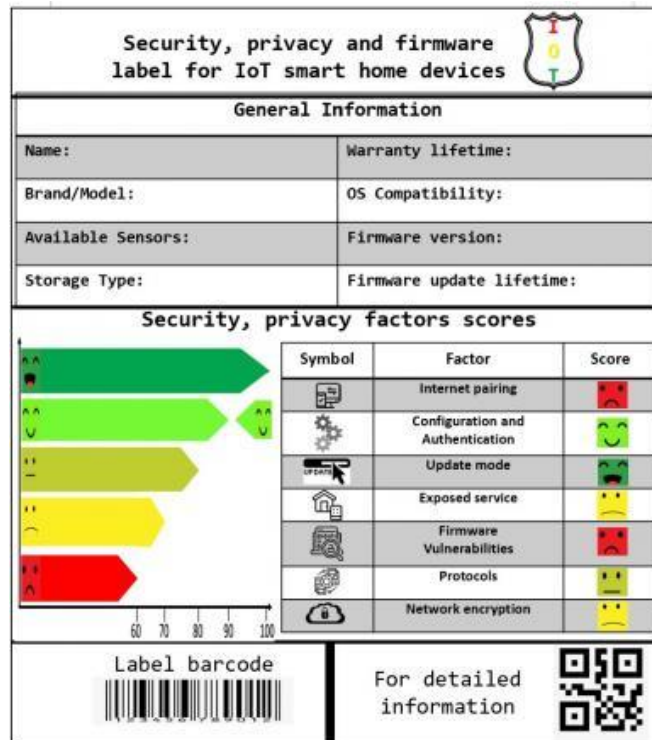 Security, privacy and firmware
label for IoT smart home devices
I
O
T
General Information
Name:
Warranty lifetime:
Brand/Model:
OS Compatibility:
Available Sensors:
Firmware version:
Storage Type:
Firmware update lifetime:
Security, privacy factors scores
Symbol
Factor
Score
Internet pairing
Configuration and
Authentication
UPDATE
Update mode
Exposed service
Firmware
Vulnerabilities
Protocols
Network encryption
60 70 80 90 100
Label barcode
For detailed
information